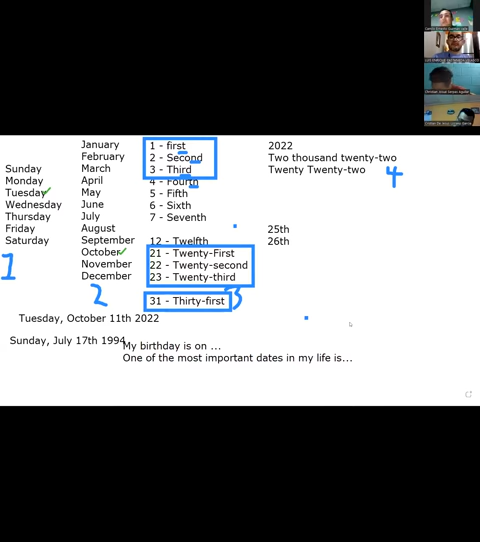 January 1 - first 2022
February 2 - Second Two thousand twenty-two
Sunday March 3 - Third Twenty Twenty-two
Monday April 4 - Fourth 4
Tuesday May 5 - Fifth
Wednesday June 6 - Sixth
Thursday July 7 - Seventh
Friday August 25th
Saturday September 12 - Twelfth 26th
October 21 - Twenty-First
1 November 22 - Twenty-second
December 23 - Twenty-third
2 31 - Thirty-first 3
Tuesday, October 11th 2022
Sunday, July 17th 1994
My birthday is on ...
One of the most important dates in my life is...